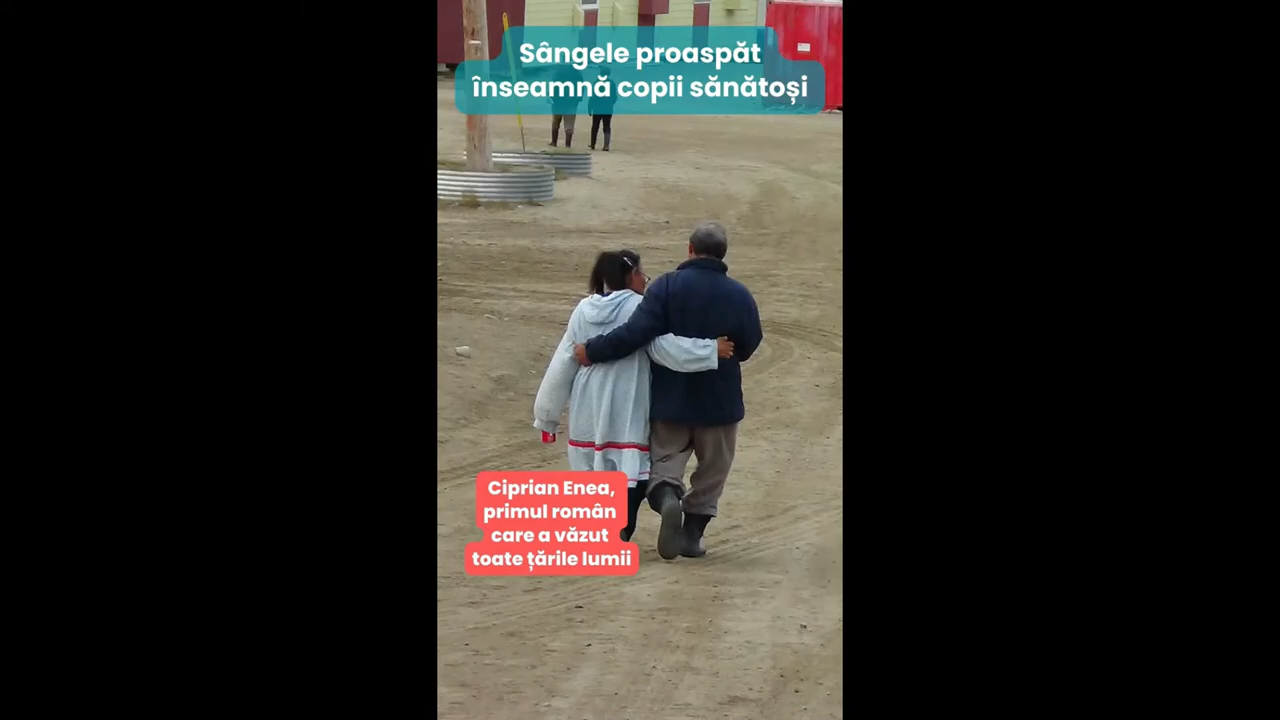 Sângele proaspăt
înseamnă copii sănătoși
Ciprian Enea,
primul român
care a văzut
toate țările lumii